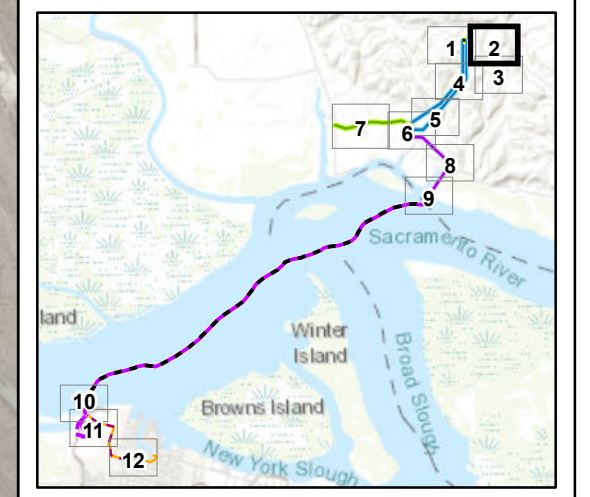 1
2
3
4
5
6
7
8
9
Sacramento River
land
Winter
Island
Broad Slough
Browns Island
New York Slough
10
11
12